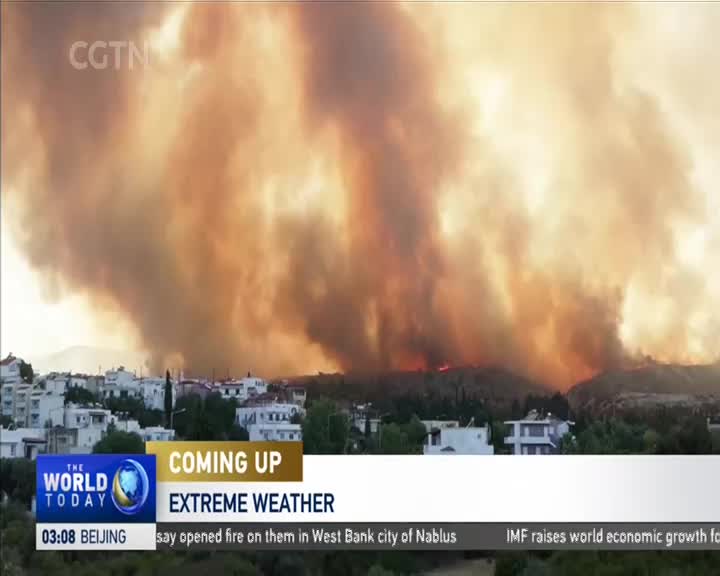 CGTN
COMING UP
THE
WORLD
TODAY
EXTREME WEATHER
03:08 BEIJING
say opened fire on them in West Bank city of Nablus IMF raises world economic growth fo